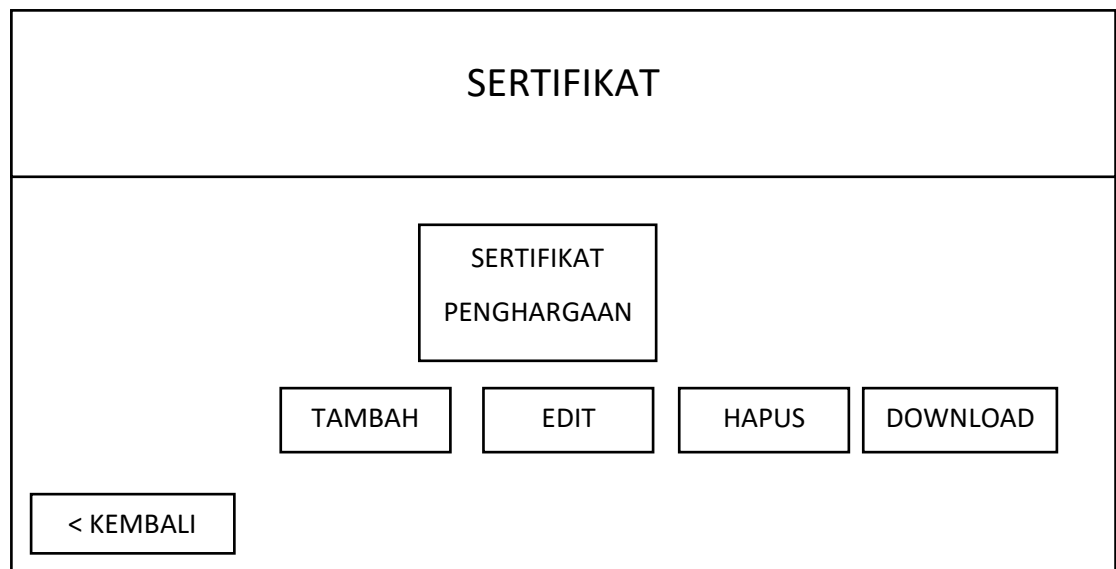 SERTIFIKAT
SERTIFIKAT
PENGHARGAAN
TAMBAH
EDIT
HAPUS
DOWNLOAD
< KEMBALI